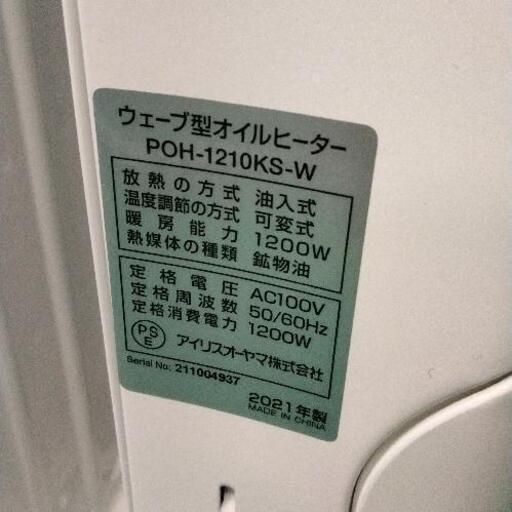 ウェーブ型オイルヒーター
POH-1210KS-W
放熱の方式 油入式
温度調節の方式 可変式
暖房能力 1200W
熱媒体の種類 鉱物油
定格電圧 AC100V
定格周波数 50/60Hz
定格消費電力 1200W
PS
E
アイリスオーヤマ株式会社
Serial No: 211004937
2021年製
MADE IN CHINA